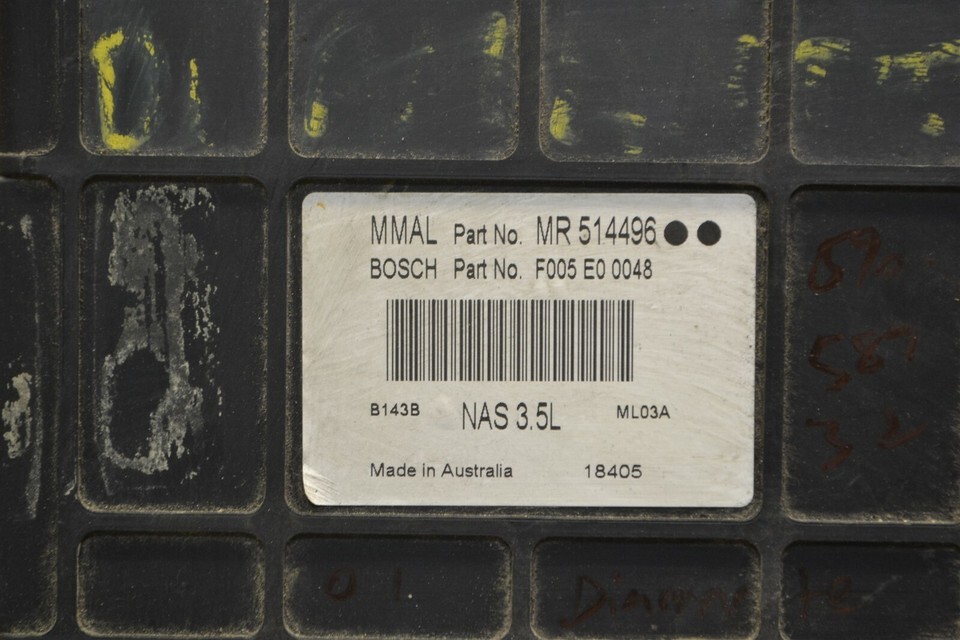 MMAL Part No. MR 514496
BOSCH Part No. F005 E0 0048
B143B NAS 3.5L ML03A
Made in Australia 18405
01